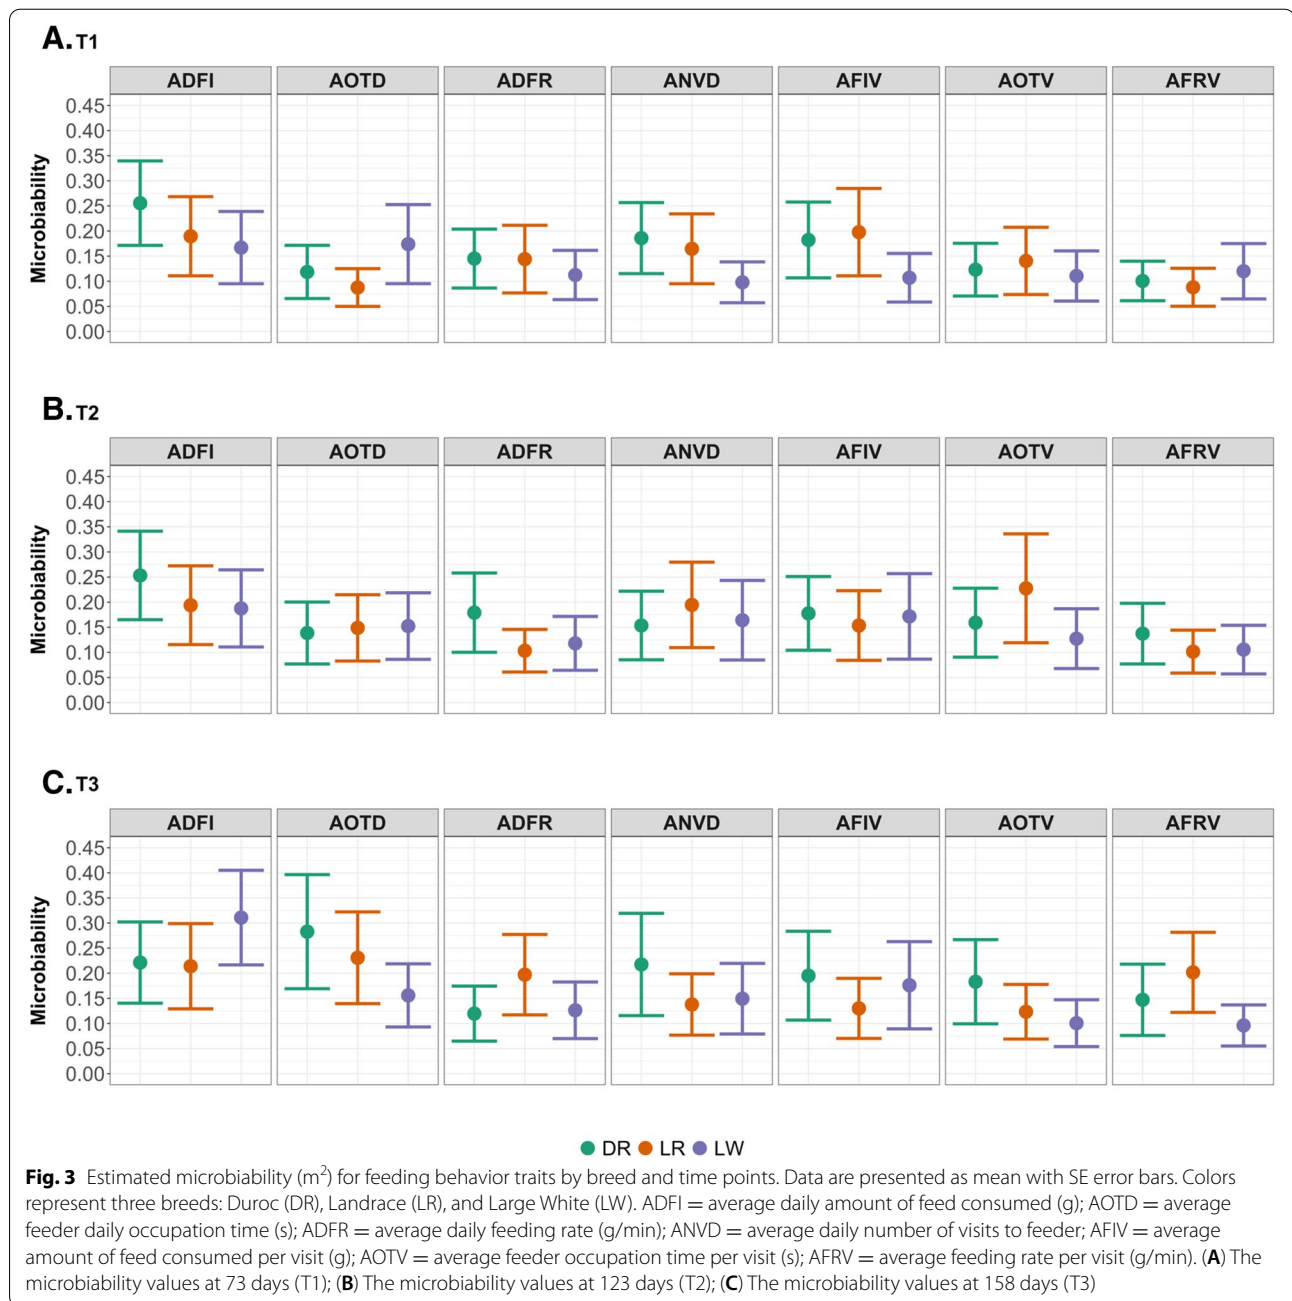 A. T1
ADFI AOTD ADFR ANVD AFIV AOTV AFRV
Microbiability
0.45
0.40
0.35
0.30
0.25
0.20
0.15
0.10
0.05
0.00
B. T2
ADFI AOTD ADFR ANVD AFIV AOTV AFRV
Microbiability
0.45
0.40
0.35
0.30
0.25
0.20
0.15
0.10
0.05
0.00
C. T3
ADFI AOTD ADFR ANVD AFIV AOTV AFRV
Microbiability
0.45
0.40
0.35
0.30
0.25
0.20
0.15
0.10
0.05
0.00
DR LR LW
Fig. 3 Estimated microbiability (m²) for feeding behavior traits by breed and time points. Data are presented as mean with SE error bars. Colors
represent three breeds: Duroc (DR), Landrace (LR), and Large White (LW). ADFI = average daily amount of feed consumed (g); AOTD = average
feeder daily occupation time (s); ADFR = average daily feeding rate (g/min); ANVD = average daily number of visits to feeder; AFIV = average
amount of feed consumed per visit (g); AOTV = average feeder occupation time per visit (s); AFRV = average feeding rate per visit (g/min). (A) The
microbiability values at 73 days (T1); (B) The microbiability values at 123 days (T2); (C) The microbiability values at 158 days (T3)